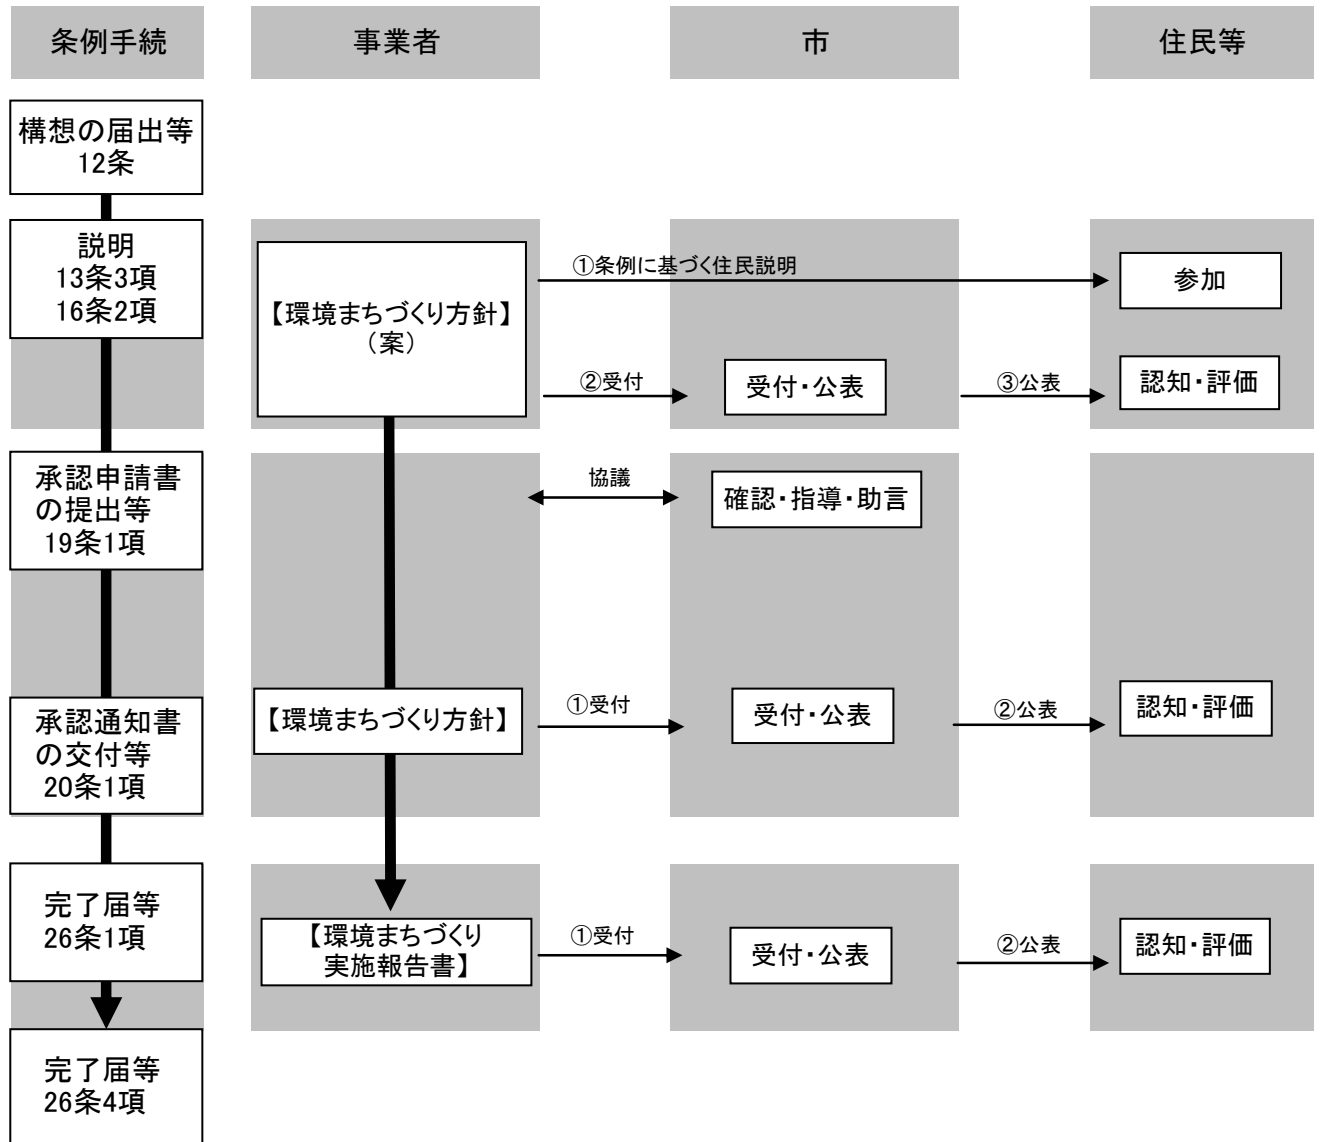 条例手続
事業者
市
住民等
構想の届出等
12条
説明
13条3項
16条2項
【環境まちづくり方針】
(案)
①条例に基づく住民説明
参加
②受付
受付・公表
③公表
認知・評価
承認申請書
の提出等
19条1項
協議
確認・指導・助言
承認通知書
の交付等
20条1項
【環境まちづくり方針】
①受付
受付・公表
②公表
認知・評価
完了届等
26条1項
【環境まちづくり
実施報告書】
①受付
受付・公表
②公表
認知・評価
完了届等
26条4項